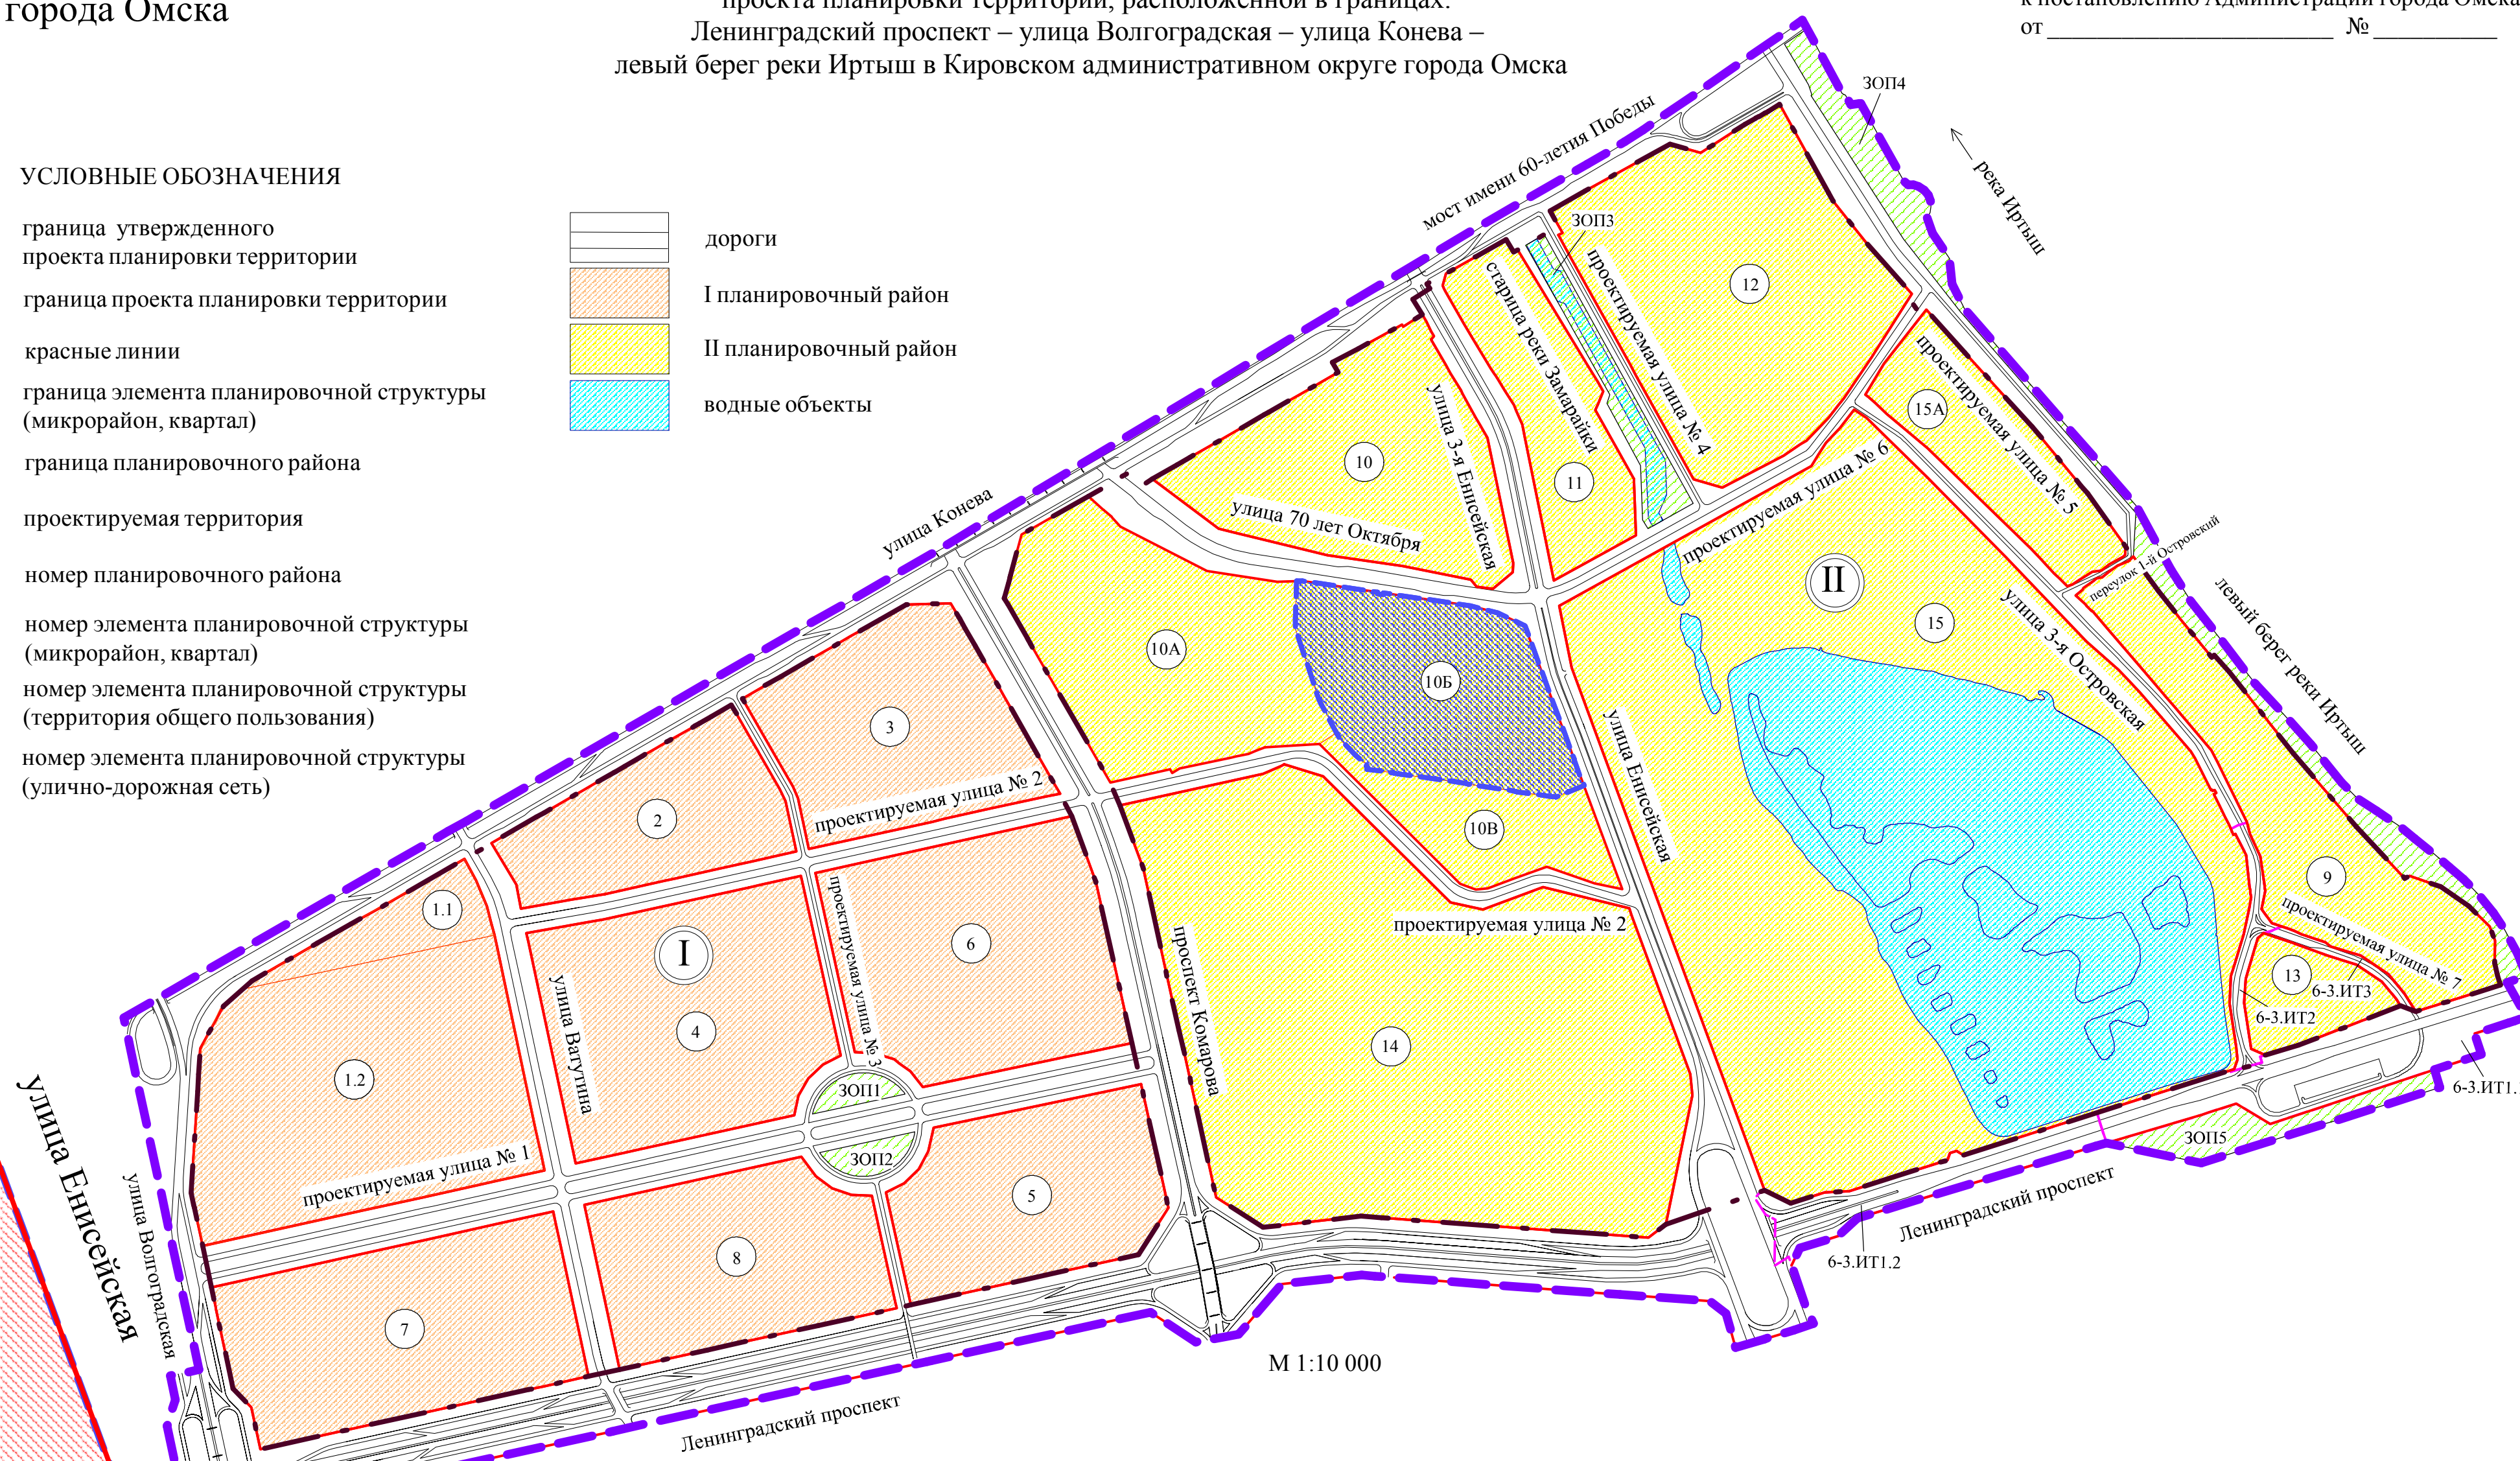 города Омска
проекта планировки территории, расположенной в границах:
Ленинградский проспект – улица Волгоградская – улица Конева –
левый берег реки Иртыш в Кировском административном округе города Омска
к постановлению Администрации города Омска
от ______________________ № __________
УСЛОВНЫЕ ОБОЗНАЧЕНИЯ
граница утвержденного
проекта планировки территории
граница проекта планировки территории
красные линии
граница элемента планировочной структуры
(микрорайон, квартал)
граница планировочного района
проектируемая территория
номер планировочного района
номер элемента планировочной структуры
(микрорайон, квартал)
номер элемента планировочной структуры
(территория общего пользования)
номер элемента планировочной структуры
(улично-дорожная сеть)
дороги
I планировочный район
II планировочный район
водные объекты
ЗОП4
река Иртыш
мост имени 60-летия Победы
ЗОП3
12
старица реки Замарайки
проектируемая улица № 4
проектируемая улица № 5
15А
10
улица 3-я Енисейская
11
проектируемая улица № 6
улица Конева
улица 70 лет Октября
переулок 1-й Островский
II
левый берег реки Иртыш
15
улица 3-я Островская
10А
10Б
3
улица Енисейская
проектируемая улица № 2
2
10В
9
1.1
проектируемая улица № 3
проектируемая улица № 2
проектируемая улица № 7
I
6
13
6-3.ИТ3
6-3.ИТ2
улица Ватутина
4
проспект Комарова
14
1.2
ЗОП1
6-3.ИТ1.
улица Енисейская
ЗОП5
проектируемая улица № 1
ЗОП2
улица Волгоградская
5
Ленинградский проспект
8
6-3.ИТ1.2
7
М 1:10 000
Ленинградский проспект